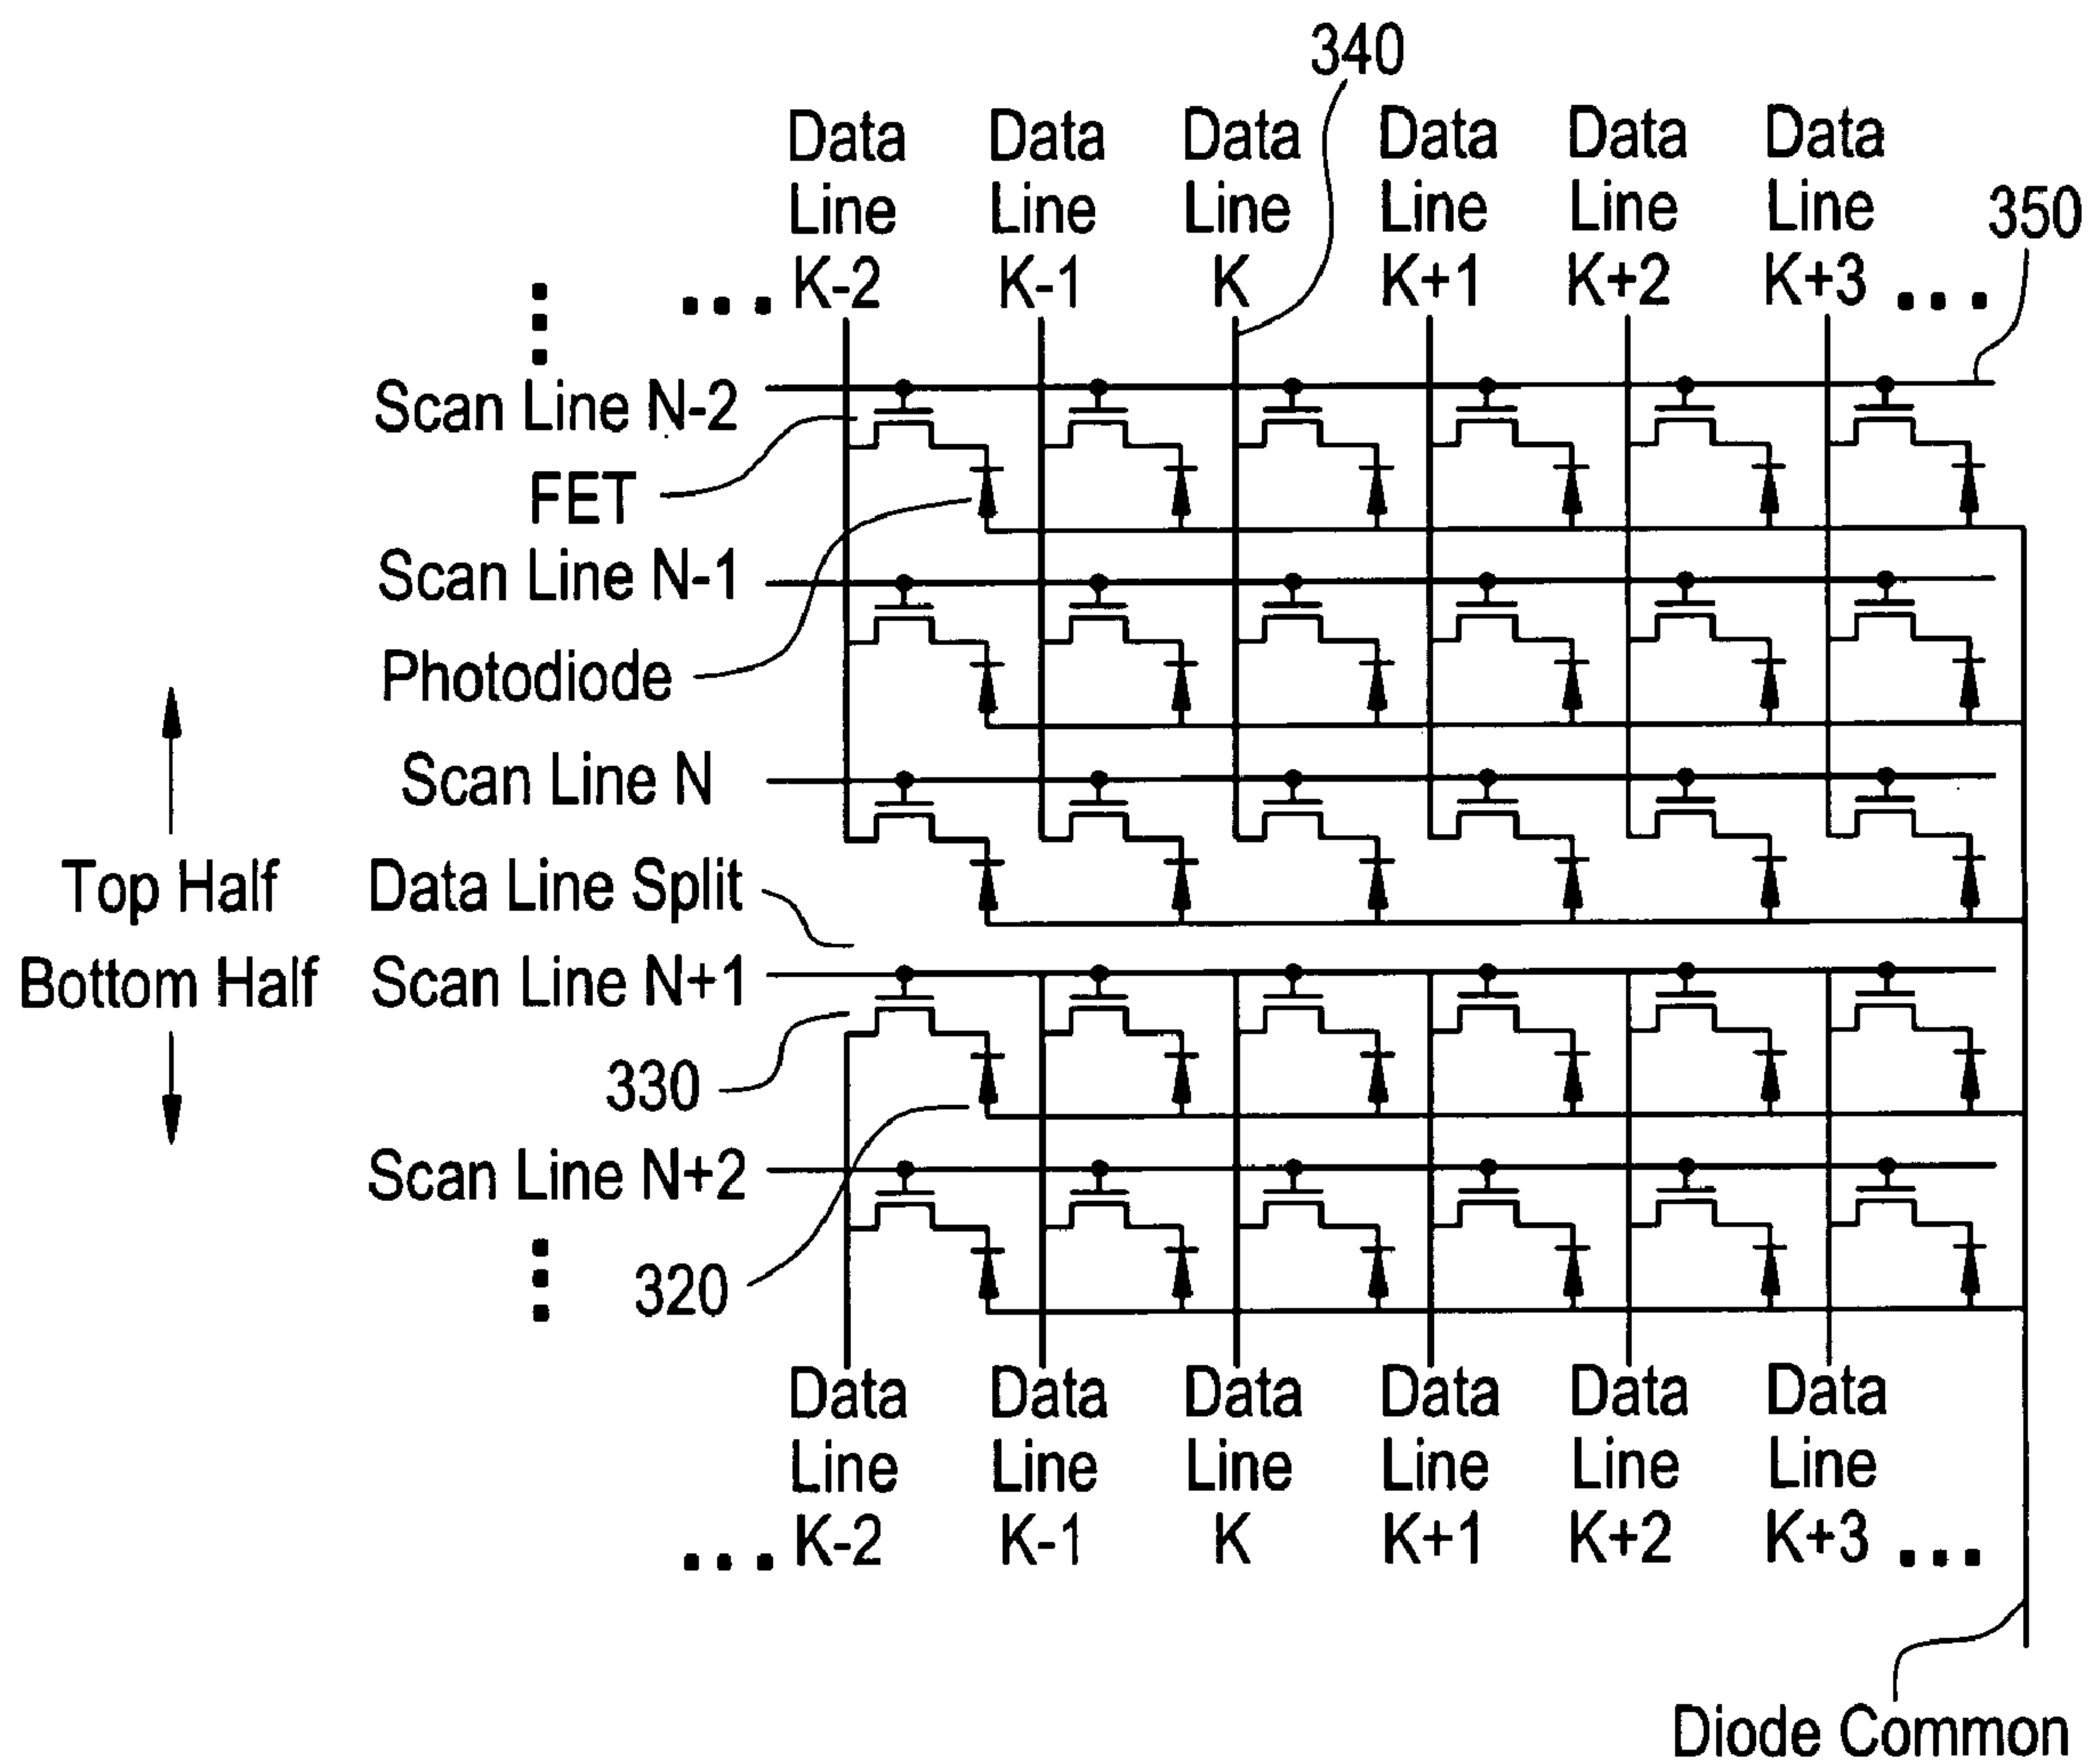 340
Data Line K-2
Data Line K-1
Data Line K
Data Line K+1
Data Line K+2
Data Line K+3
350
Scan Line N-2
FET
Scan Line N-1
Photodiode
Scan Line N
Top Half
Data Line Split
Bottom Half
Scan Line N+1
330
Scan Line N+2
320
Data Line K-2
Data Line K-1
Data Line K
Data Line K+1
Data Line K+2
Data Line K+3
Diode Common